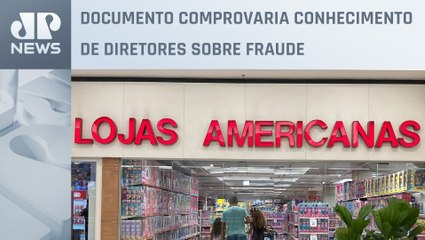 JP
NEWS
DOCUMENTO COMPROVARIA CONHECIMENTO
DE DIRETORES SOBRE FRAUDE
LOJAS AMERICANAS